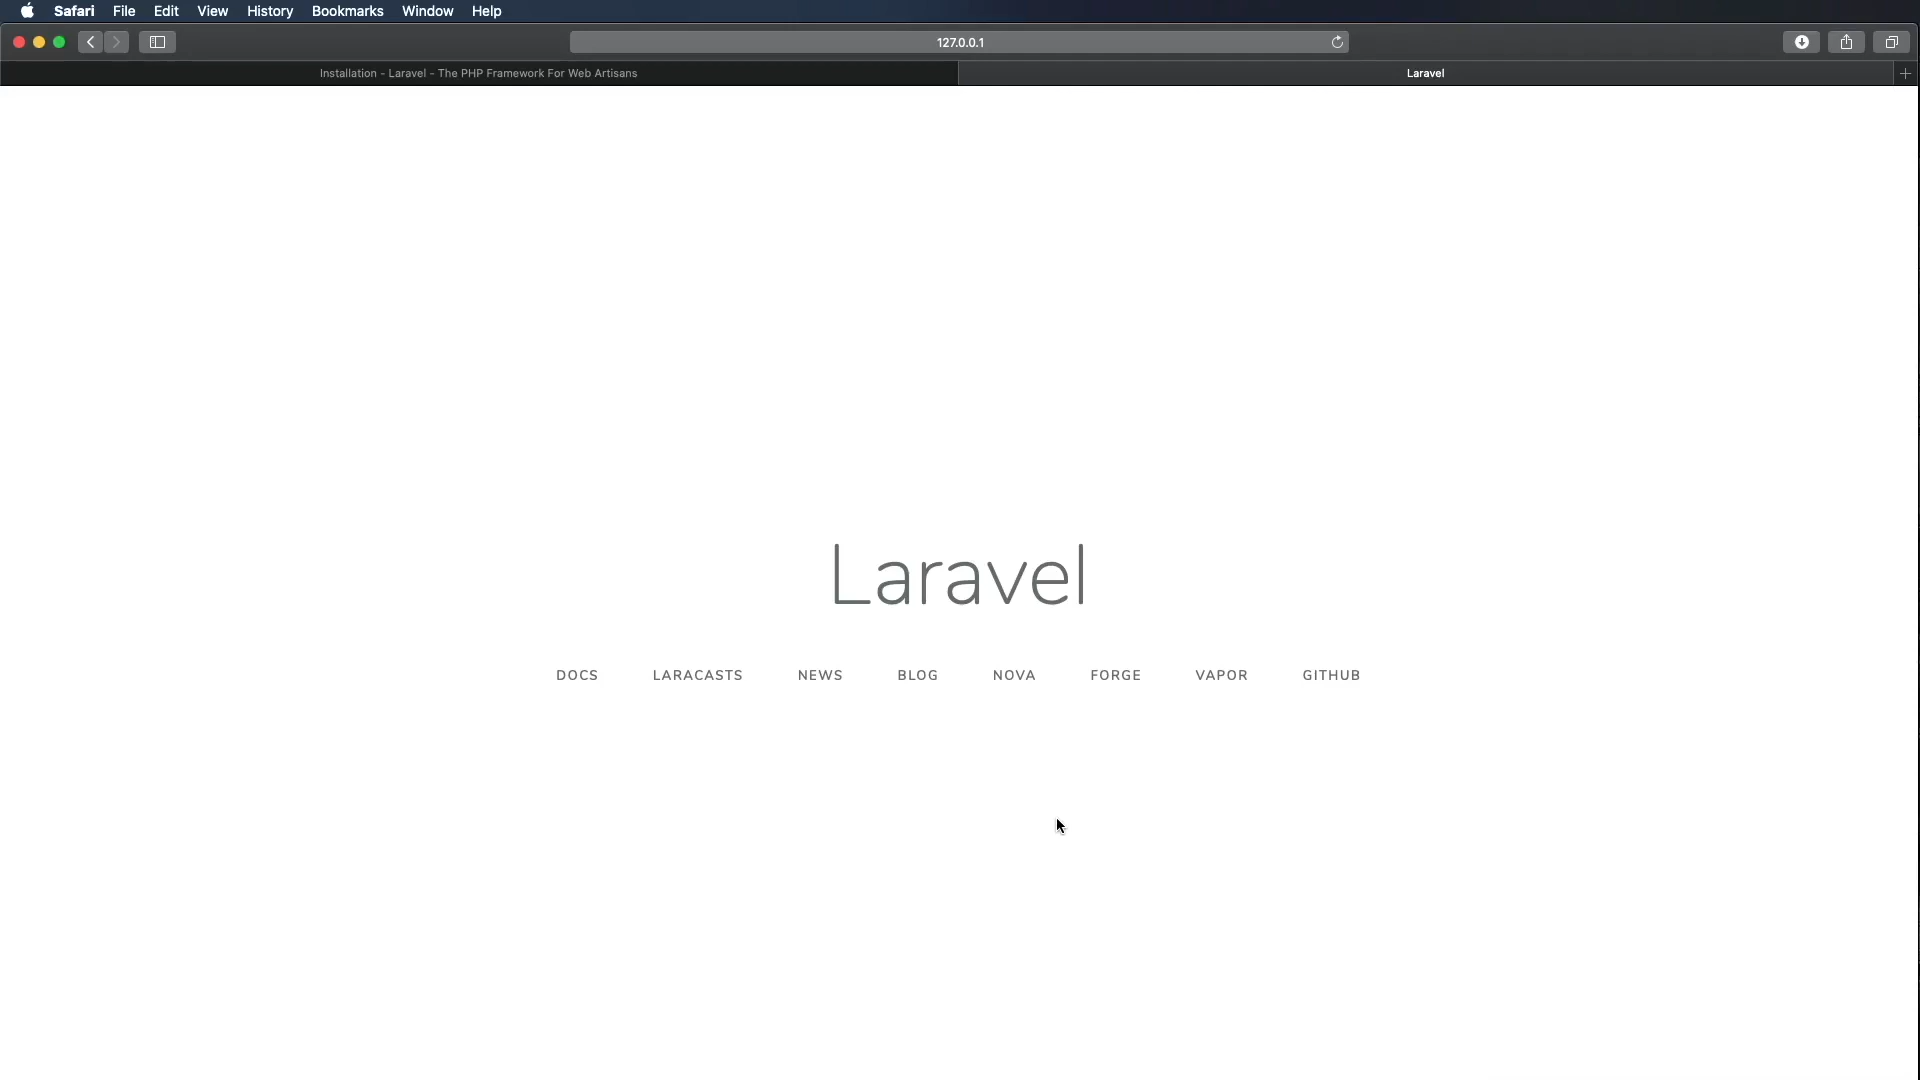 Safari File Edit View History Bookmarks Window Help
127.0.0.1
Installation - Laravel - The PHP Framework For Web Artisans
Laravel
Laravel
DOCS LARACASTS NEWS BLOG NOVA FORGE VAPOR GITHUB